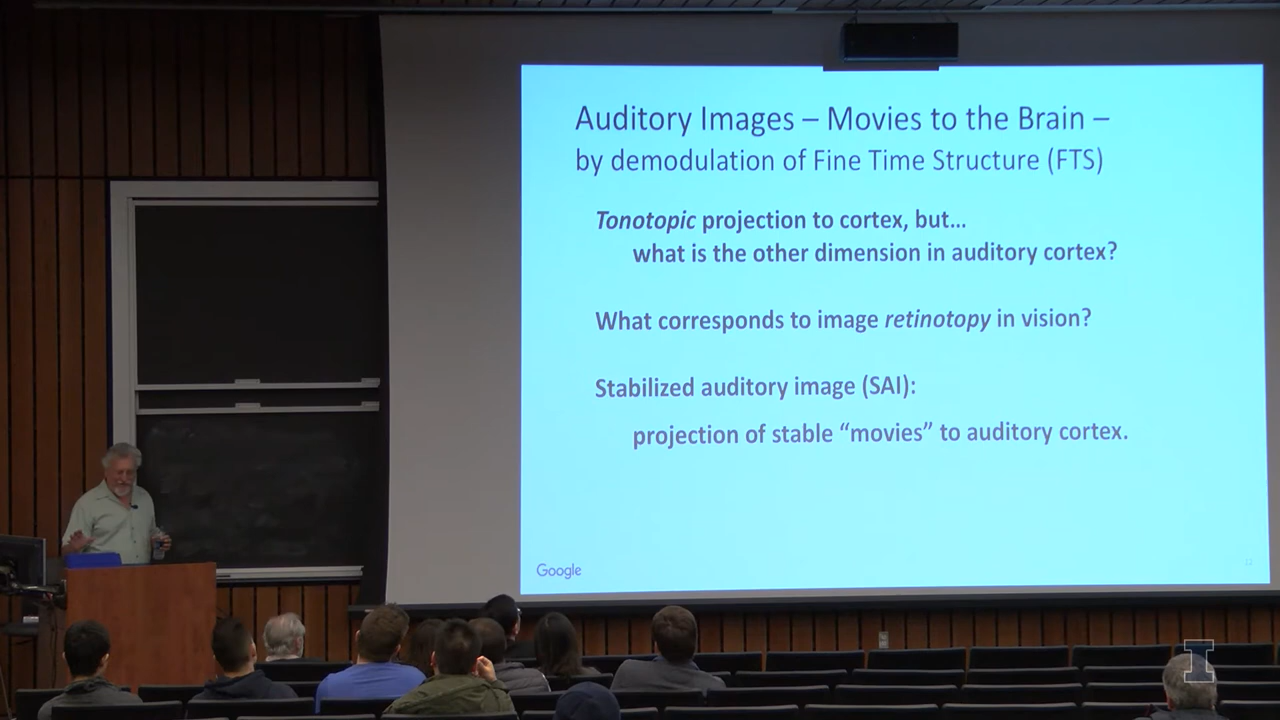 Auditory Images – Movies to the Brain –
by demodulation of Fine Time Structure (FTS)
Tonotopic projection to cortex, but…
what is the other dimension in auditory cortex?
What corresponds to image retinotopy in vision?
Stabilized auditory image (SAI):
projection of stable “movies” to auditory cortex.
Google